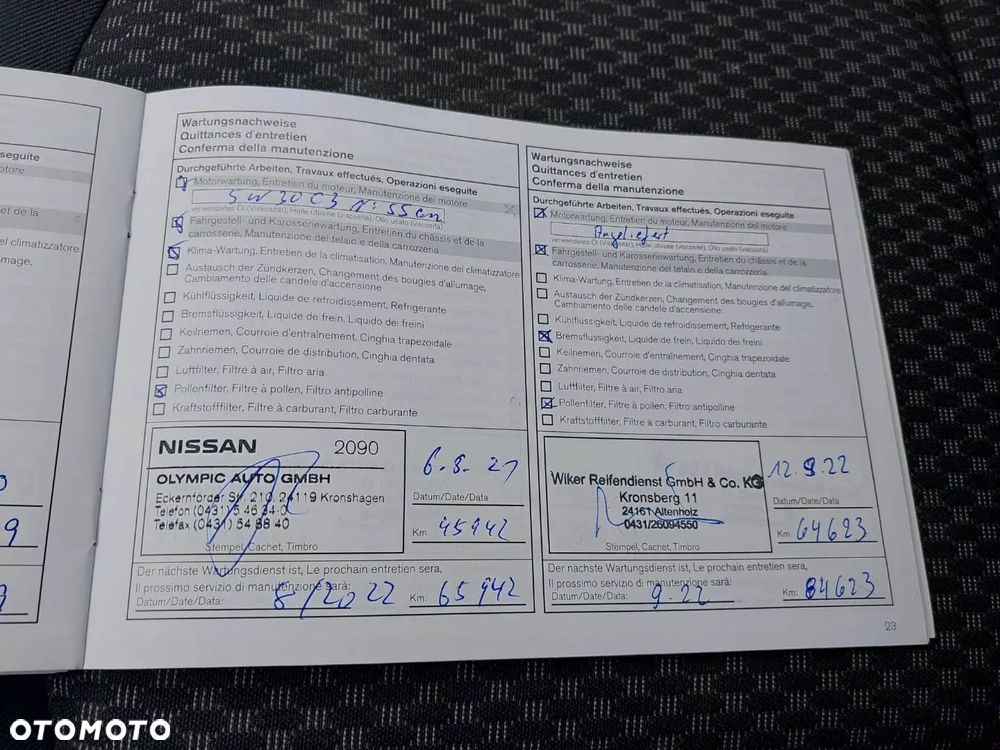 seguite
otore
et de la
climatizzatore
age,
9
Wartungsnachweise
Quittances d'entretien
Conferma della manutenzione
Durchgeführte Arbeiten, Travaux effectués, Operazioni eseguite
Motorwartung, Entretien du moteur, Manutenzione del motore
5W30 C3 N: 55cm
verwendetes Öl (Viskosität), Huile utilisée (viscosité), Olio usato (viscosità)
Fahrgestell- und Karosseriewartung, Entretien du châssis et de la
carrosserie, Manutenzione del telaio e della carrozzeria
Klima-Wartung, Entretien de la climatisation, Manutenzione del climatizzatore
Austausch der Zündkerzen, Changement des bougies d'allumage,
Cambiamento delle candele d'accensione
Kühlflüssigkeit, Liquide de refroidissement, Refrigerante
Bremsflüssigkeit, Liquide de frein, Liquido dei freini
Keilriemen, Courroie d'entraînement, Cinghia trapezoidale
Zahnriemen, Courroie de distribution, Cinghia dentata
Luftfilter, Filtre à air, Filtro aria
Pollenfilter, Filtre à pollen, Filtro antipolline
Kraftstofffilter, Filtre à carburant, Filtro carburante
NISSAN 2090
OLYMPIC AUTO GMBH
Eckernförder Str. 210, 24119 Kronshagen
Telefon (0431) 5 46 34-0
Telefax (0431) 54 88 40
Stempel, Cachet, Timbro
6.8.21
Datum/Date/Data
Km 45942
Der nächste Wartungsdienst ist, Le prochain entretien sera,
Il prossimo servizio di manutenzione sarà:
Datum/Date/Data: 8/2022 Km: 65942
Wartungsnachweise
Quittances d'entretien
Conferma della manutenzione
Durchgeführte Arbeiten, Travaux effectués, Operazioni eseguite
Motorwartung, Entretien du moteur, Manutenzione del motore
Angeliefert
verwendetes Öl (Viskosität), Huile utilisée (viscosité), Olio usato (viscosità)
Fahrgestell- und Karosseriewartung, Entretien du châssis et de la
carrosserie, Manutenzione del telaio e della carrozzeria
Klima-Wartung, Entretien de la climatisation, Manutenzione del climatizzatore
Austausch der Zündkerzen, Changement des bougies d'allumage,
Cambiamento delle candele d'accensione
Kühlflüssigkeit, Liquide de refroidissement, Refrigerante
Bremsflüssigkeit, Liquide de frein, Liquido dei freini
Keilriemen, Courroie d'entraînement, Cinghia trapezoidale
Zahnriemen, Courroie de distribution, Cinghia dentata
Luftfilter, Filtre à air, Filtro aria
Pollenfilter, Filtre à pollen, Filtro antipolline
Kraftstofffilter, Filtre à carburant, Filtro carburante
Wiker Reifendienst GmbH & Co. KG
Kronsberg 11
24161 Altenholz
0431/26094550
Stempel, Cachet, Timbro
12.9.22
Datum/Date/Data
Km 64623
Der nächste Wartungsdienst ist, Le prochain entretien sera,
Il prossimo servizio di manutenzione sarà:
Datum/Date/Data: 9.22 Km: 84623
23
OTOMOTO